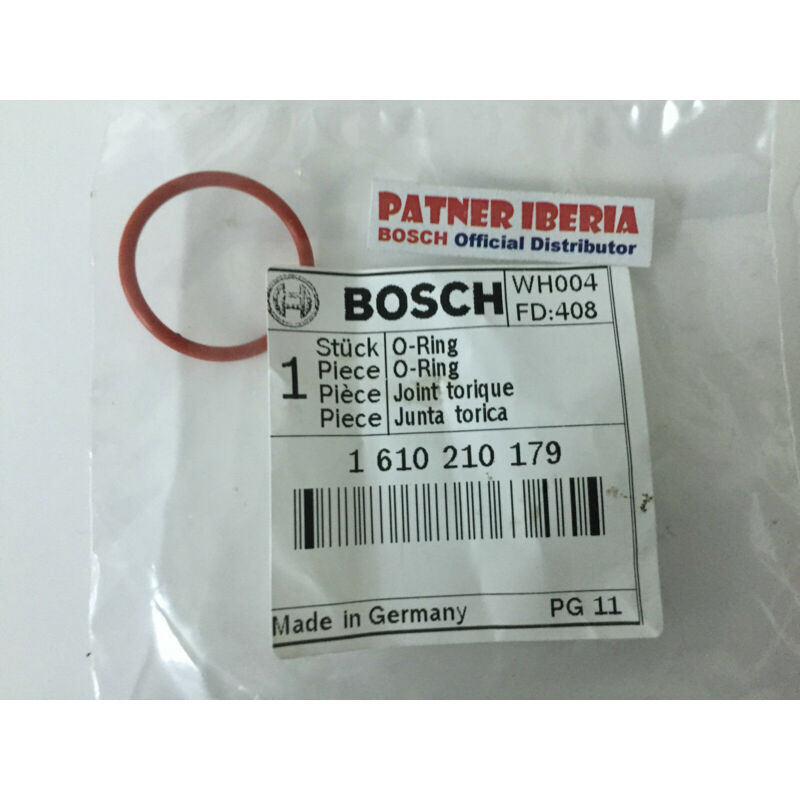 PATNER IBERIA
BOSCH Official Distributor
BOSCH
WH004
FD:408
1
Stück O-Ring
Piece O-Ring
Pièce Joint torique
Piece Junta torica
1 610 210 179
Made in Germany PG 11